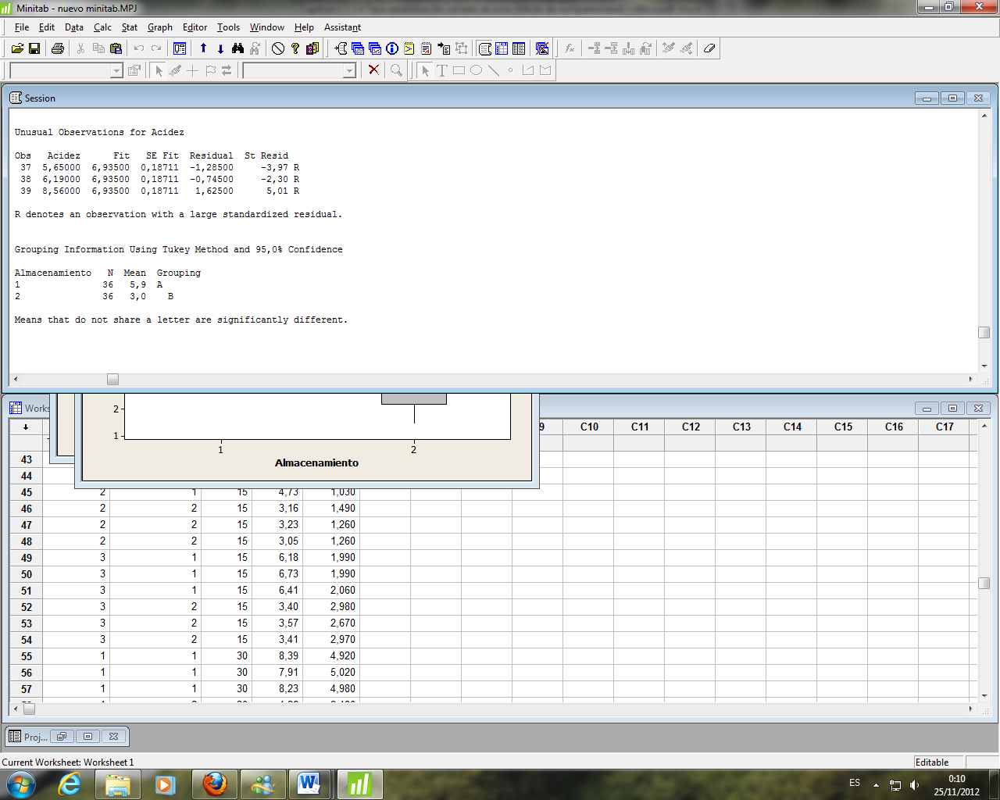 Minitab - nuevo minitab.MPJ
File Edit Data Calc Stat Graph Editor Tools Window Help Assistant
Session
Unusual Observations for Acidez
Obs Acidez Fit SE Fit Residual St Resid
37 5,65000 6,93500 0,18711 -1,28500 -3,97 R
38 6,19000 6,93500 0,18711 -0,74500 -2,30 R
39 8,56000 6,93500 0,18711 1,62500 5,01 R
R denotes an observation with a large standardized residual.
Grouping Information Using Tukey Method and 95,0% Confidence
Almacenamiento N Mean Grouping
1 36 5,9 A
2 36 3,0 B
Means that do not share a letter are significantly different.
Works
2
1
1 2
Almacenamiento
9 C10 C11 C12 C13 C14 C15 C16 C17
43
44
45 2 1 15 4,73 1,030
46 2 2 15 3,16 1,490
47 2 2 15 3,23 1,260
48 2 2 15 3,05 1,260
49 3 1 15 6,18 1,990
50 3 1 15 6,73 1,990
51 3 1 15 6,41 2,060
52 3 2 15 3,40 2,980
53 3 2 15 3,57 2,670
54 3 2 15 3,41 2,970
55 1 1 30 8,39 4,920
56 1 1 30 7,91 5,020
57 1 1 30 8,23 4,980
Proj...
Current Worksheet: Worksheet 1
Editable
ES
0:10
25/11/2012